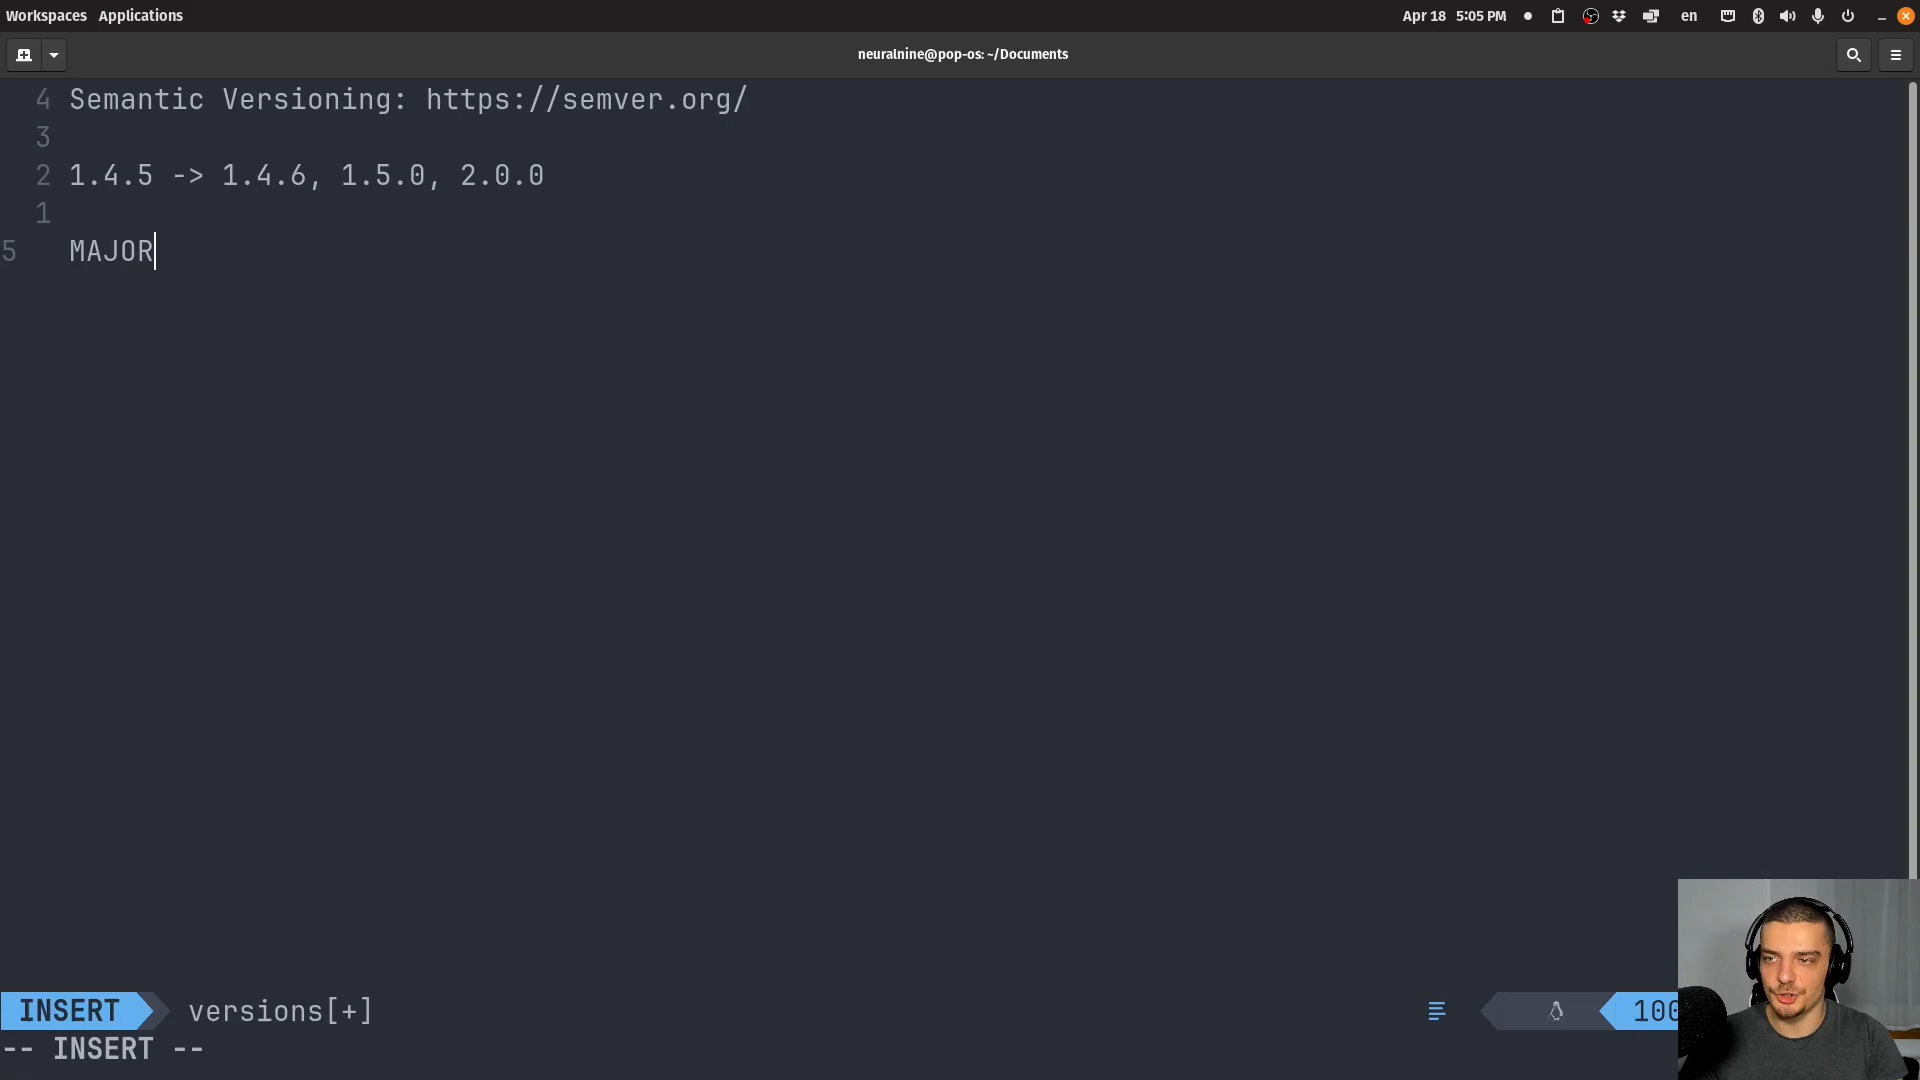 Workspaces Applications Apr 18 5:05 PM en
neuralnine@pop-os: ~/Documents
4 Semantic Versioning: https://semver.org/
3
2 1.4.5 -> 1.4.6, 1.5.0, 2.0.0
1
5 MAJOR
INSERT versions[+] 100
-- INSERT --